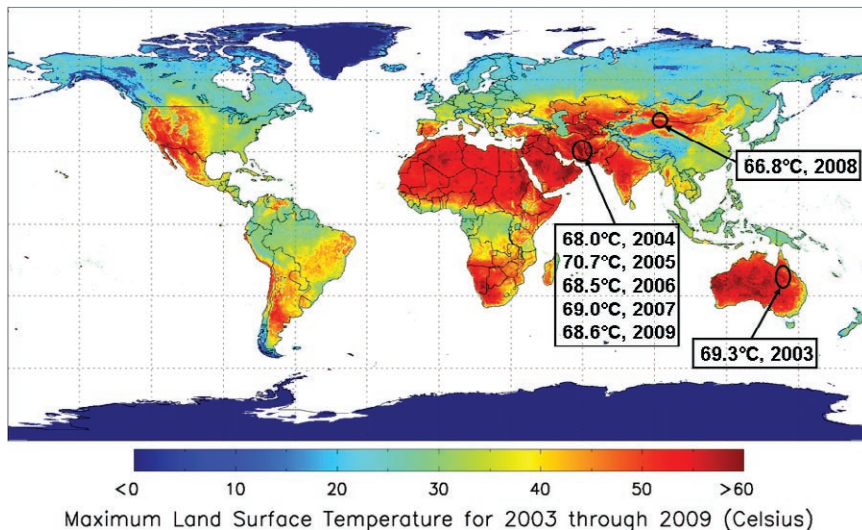 66.8°C, 2008
68.0°C, 2004
70.7°C, 2005
68.5°C, 2006
69.0°C, 2007
68.6°C, 2009
69.3°C, 2003
<0 10 20 30 40 50 >60
Maximum Land Surface Temperature for 2003 through 2009 (Celsius)